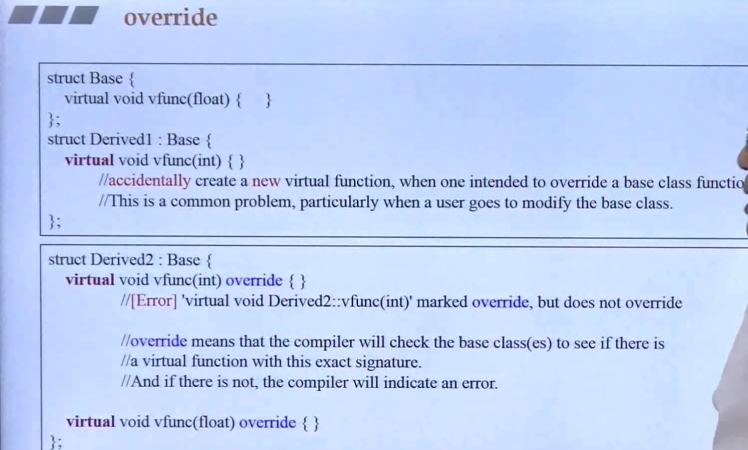 override
struct Base {
virtual void vfunc(float) { }
};
struct Derived1 : Base {
virtual void vfunc(int) { }
//accidentally create a new virtual function, when one intended to override a base class functio
//This is a common problem, particularly when a user goes to modify the base class.
};
struct Derived2 : Base {
virtual void vfunc(int) override { }
//[Error] 'virtual void Derived2::vfunc(int)' marked override, but does not override
//override means that the compiler will check the base class(es) to see if there is
//a virtual function with this exact signature.
//And if there is not, the compiler will indicate an error.
virtual void vfunc(float) override { }
};